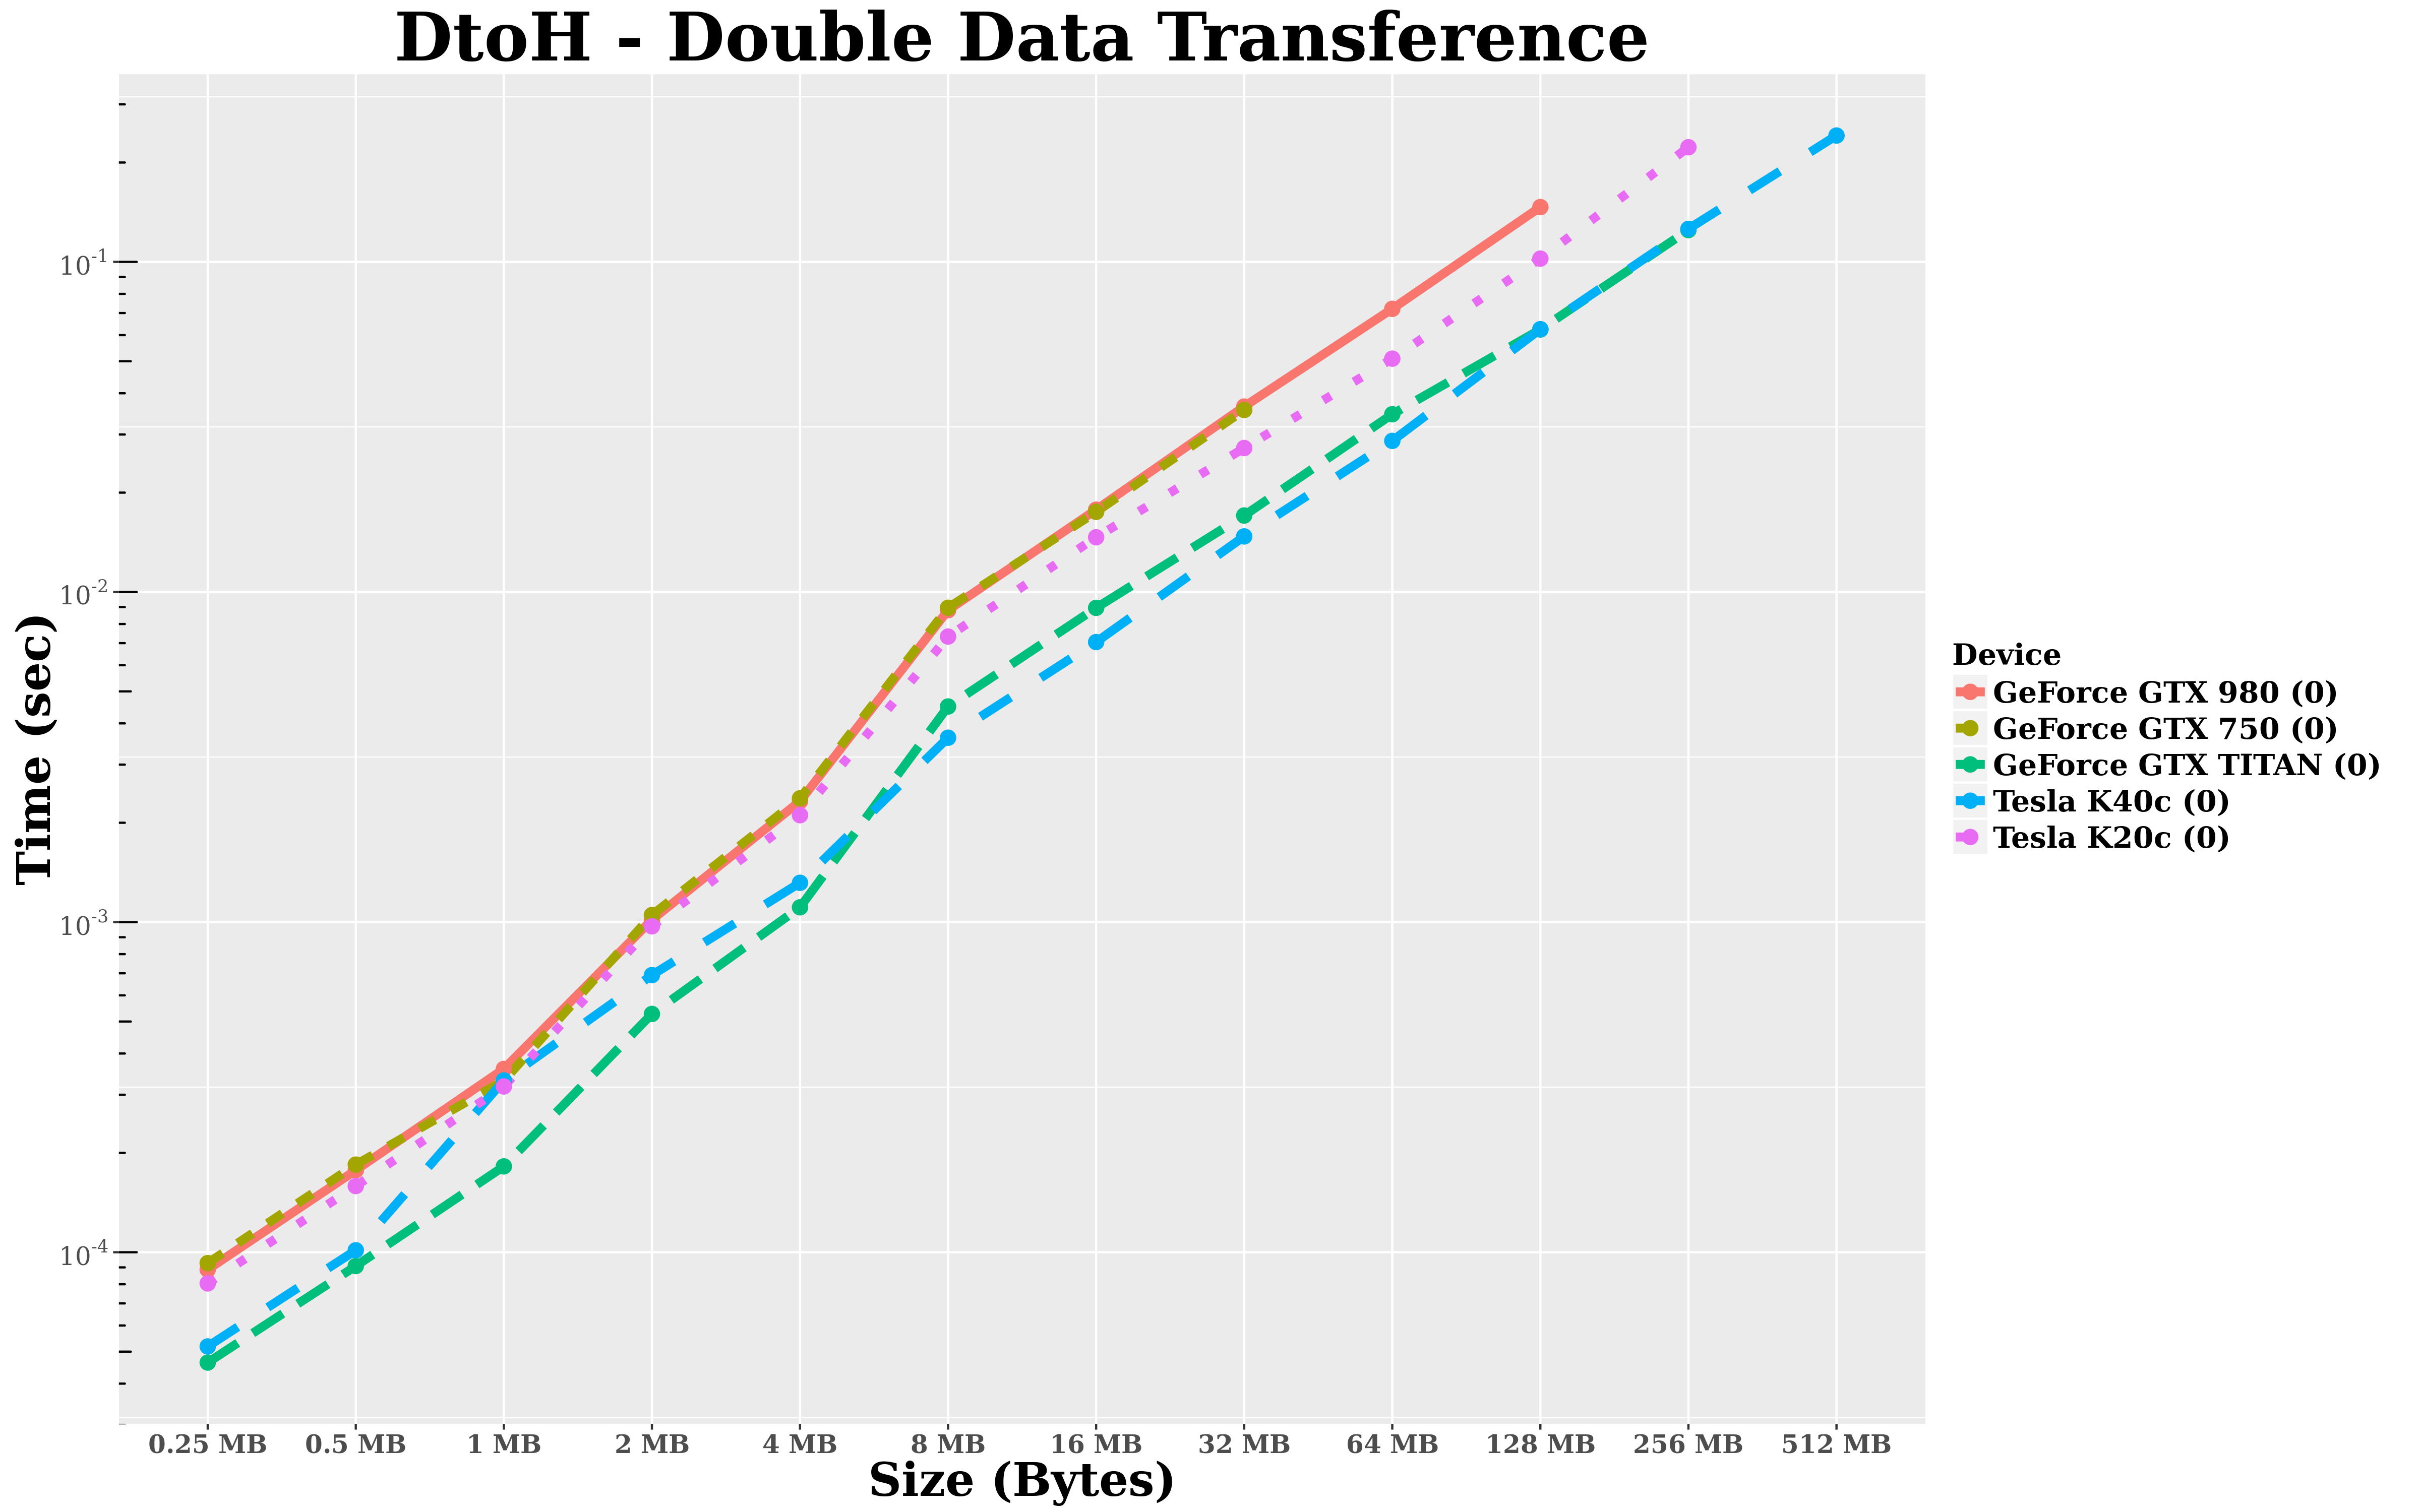 DtoH - Double Data Transference
Time (sec)
10-1
10-2
10-3
10-4
0.25 MB 0.5 MB 1 MB 2 MB 4 MB 8 MB 16 MB 32 MB 64 MB 128 MB 256 MB 512 MB
Size (Bytes)
Device
GeForce GTX 980 (0)
GeForce GTX 750 (0)
GeForce GTX TITAN (0)
Tesla K40c (0)
Tesla K20c (0)